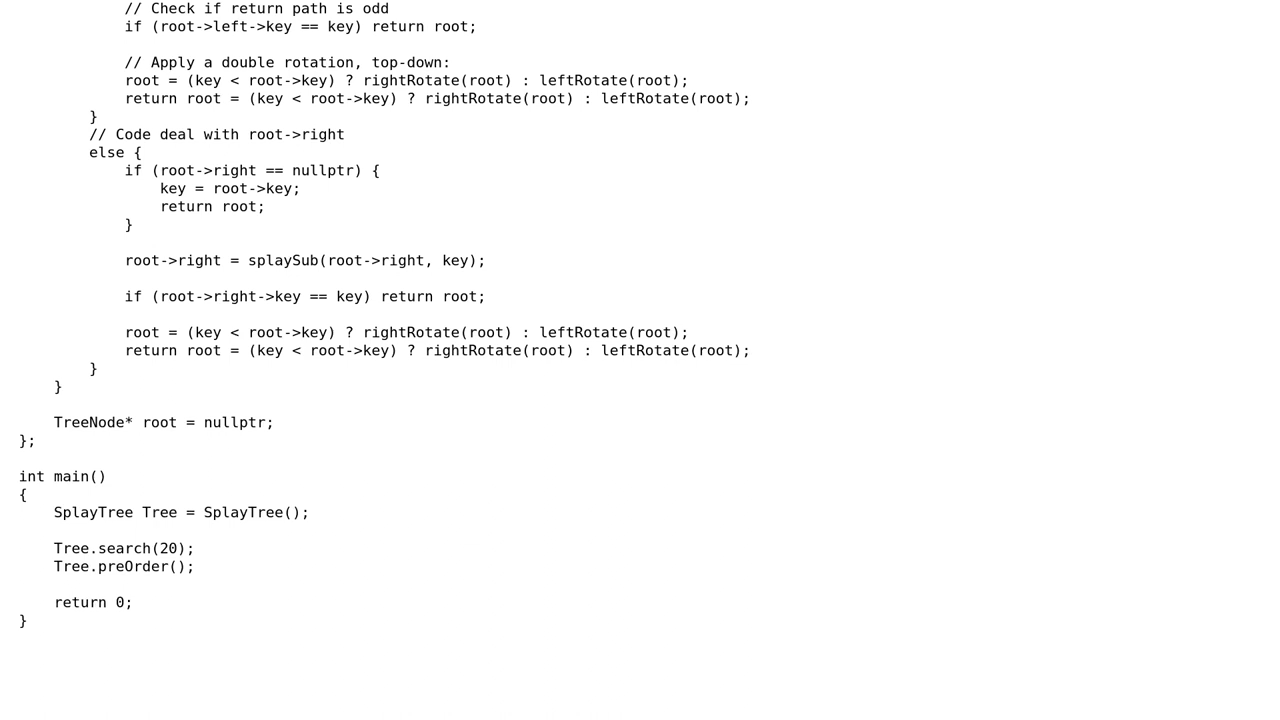 // Check if return path is odd
            if (root->left->key == key) return root;

            // Apply a double rotation, top-down:
            root = (key < root->key) ? rightRotate(root) : leftRotate(root);
            return root = (key < root->key) ? rightRotate(root) : leftRotate(root);
        }
        // Code deal with root->right
        else {
            if (root->right == nullptr) {
                key = root->key;
                return root;
            }

            root->right = splaySub(root->right, key);

            if (root->right->key == key) return root;

            root = (key < root->key) ? rightRotate(root) : leftRotate(root);
            return root = (key < root->key) ? rightRotate(root) : leftRotate(root);
        }
    }

    TreeNode* root = nullptr;
};

int main()
{
    SplayTree Tree = SplayTree();

    Tree.search(20);
    Tree.preOrder();

    return 0;
}